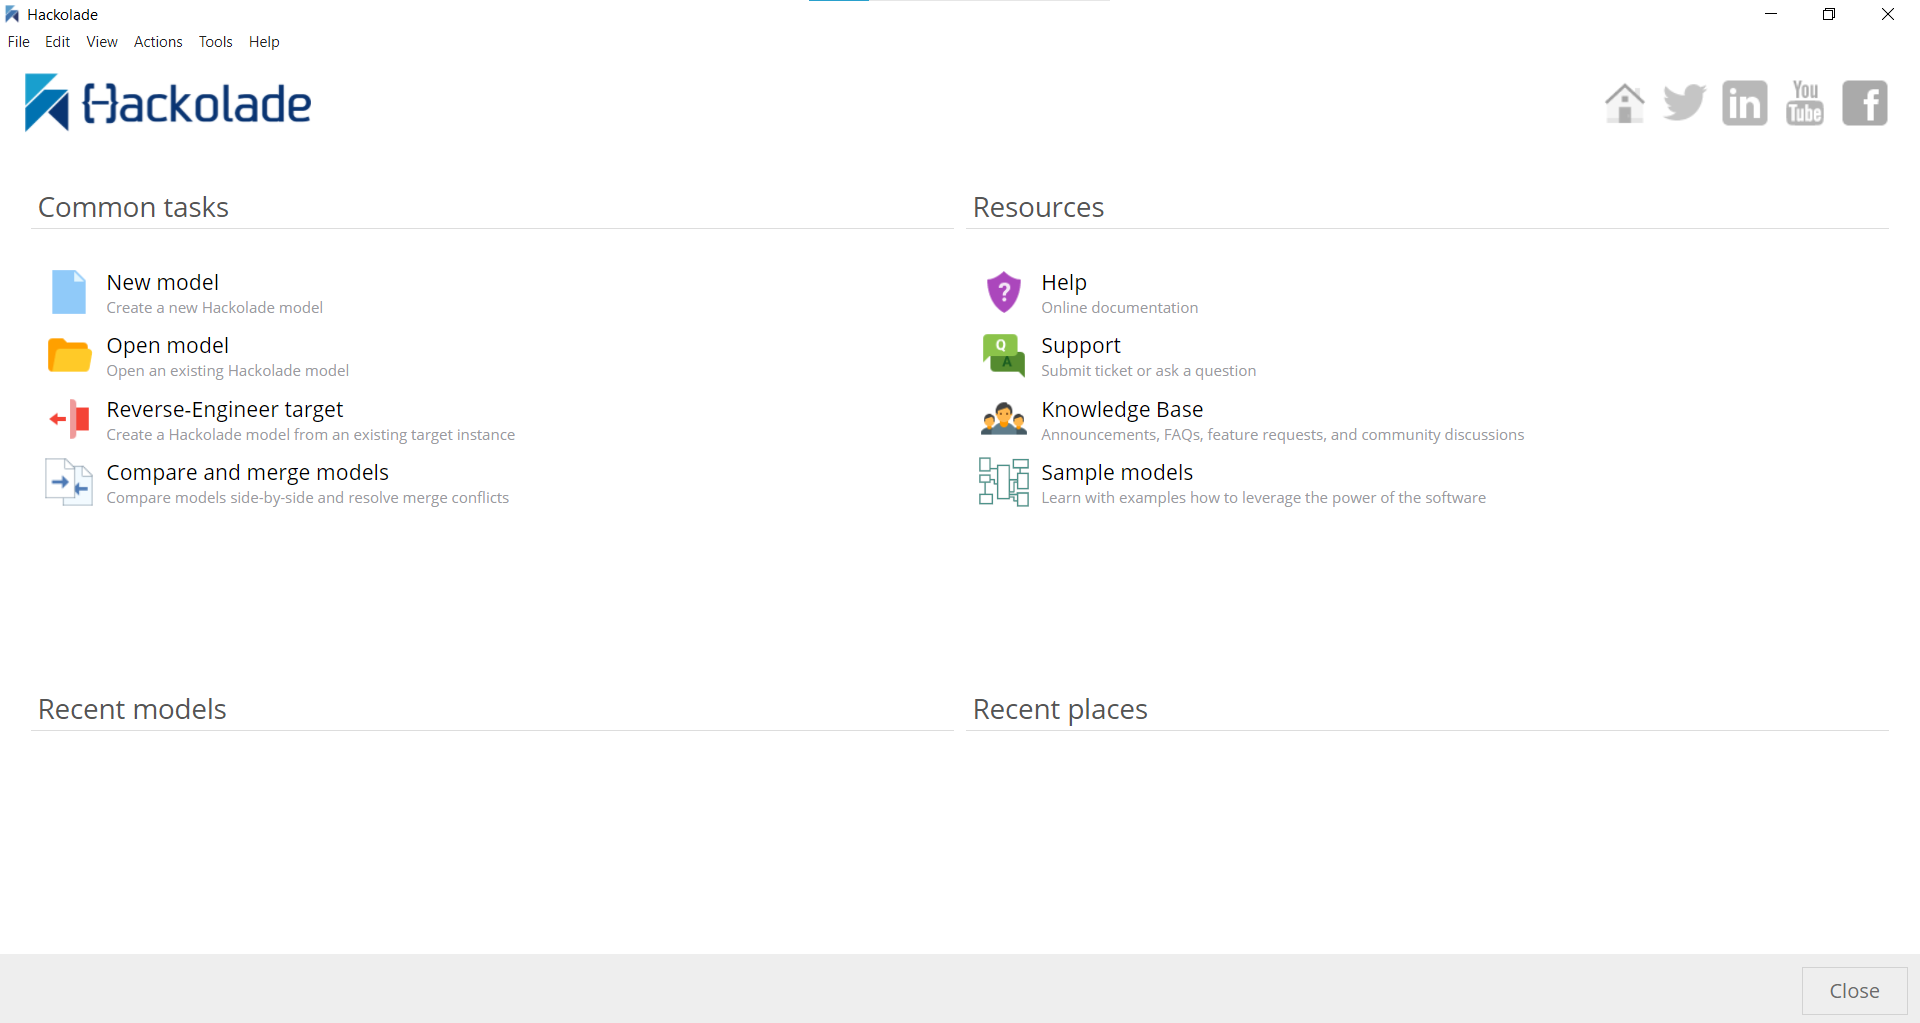 Hackolade
File Edit View Actions Tools Help
Hackolade
You
Tube
in
f
Common tasks
Resources
New model
Create a new Hackolade model
Open model
Open an existing Hackolade model
Reverse-Engineer target
Create a Hackolade model from an existing target instance
Compare and merge models
Compare models side-by-side and resolve merge conflicts
?
Help
Online documentation
Q
A
Support
Submit ticket or ask a question
Knowledge Base
Announcements, FAQs, feature requests, and community discussions
Sample models
Learn with examples how to leverage the power of the software
Recent models
Recent places
Close